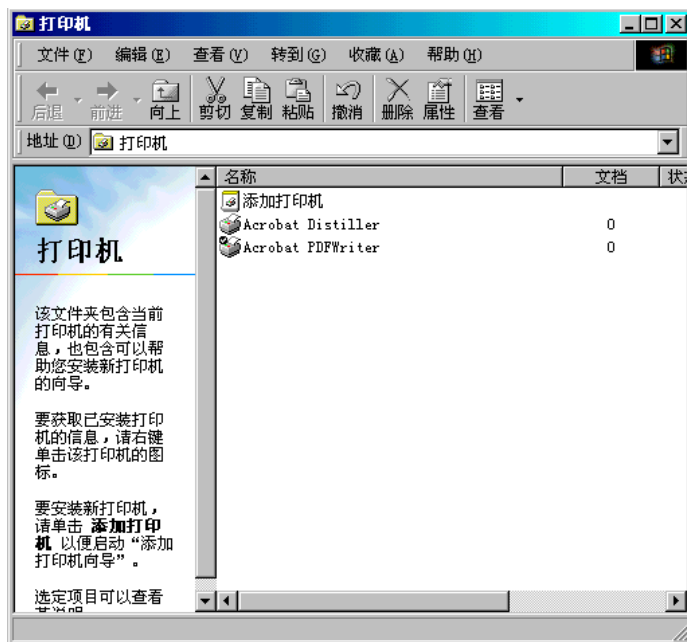 打印机
文件(F) 编辑(E) 查看(V) 转到(G) 收藏(A) 帮助(H)
后退 前进 向上 剪切 复制 粘贴 撤消 删除 属性 查看
地址(D) 打印机
名称 文档 状
添加打印机
Acrobat Distiller 0
Acrobat PDFWriter 0
打印机
该文件夹包含当前
打印机的有关信
息,也包含可以帮
助您安装新打印机
的向导。
要获取已安装打印
机的信息,请右键
单击该打印机的图
标。
要安装新打印机,
请单击 添加打印
机 以便启动“添加
打印机向导”。
选定项目可以查看